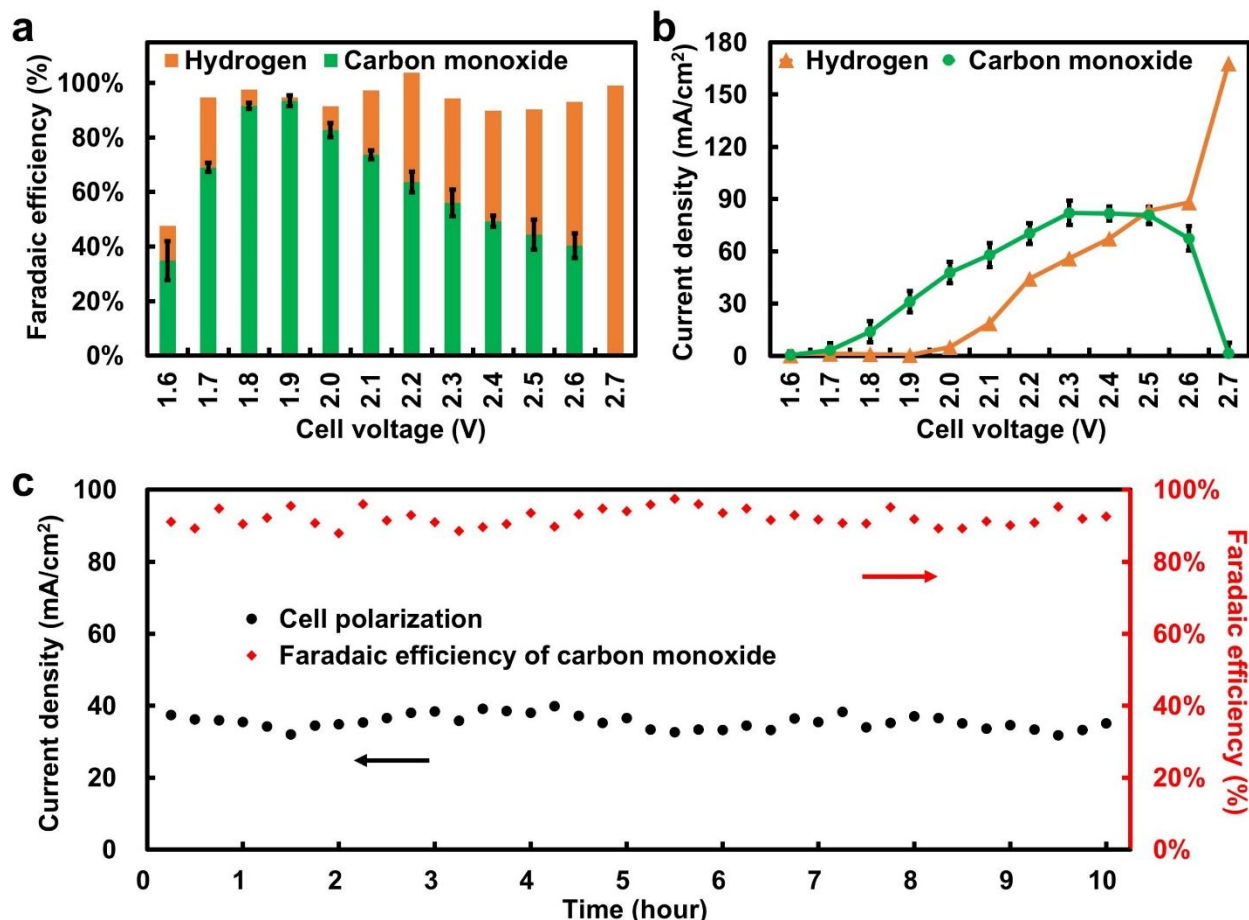 a
Hydrogen Carbon monoxide
Faradaic efficiency (%)
100%
80%
60%
40%
20%
0%
1.6 1.7 1.8 1.9 2.0 2.1 2.2 2.3 2.4 2.5 2.6 2.7
Cell voltage (V)
b
Hydrogen Carbon monoxide
Current density (mA/cm²)
180
150
120
90
60
30
0
1.6 1.7 1.8 1.9 2.0 2.1 2.2 2.3 2.4 2.5 2.6 2.7
Cell voltage (V)
c
Current density (mA/cm²)
100
80
60
40
20
0
Cell polarization
Faradaic efficiency of carbon monoxide
100%
80%
60%
40%
20%
0%
Faradaic efficiency (%)
0 1 2 3 4 5 6 7 8 9 10
Time (hour)